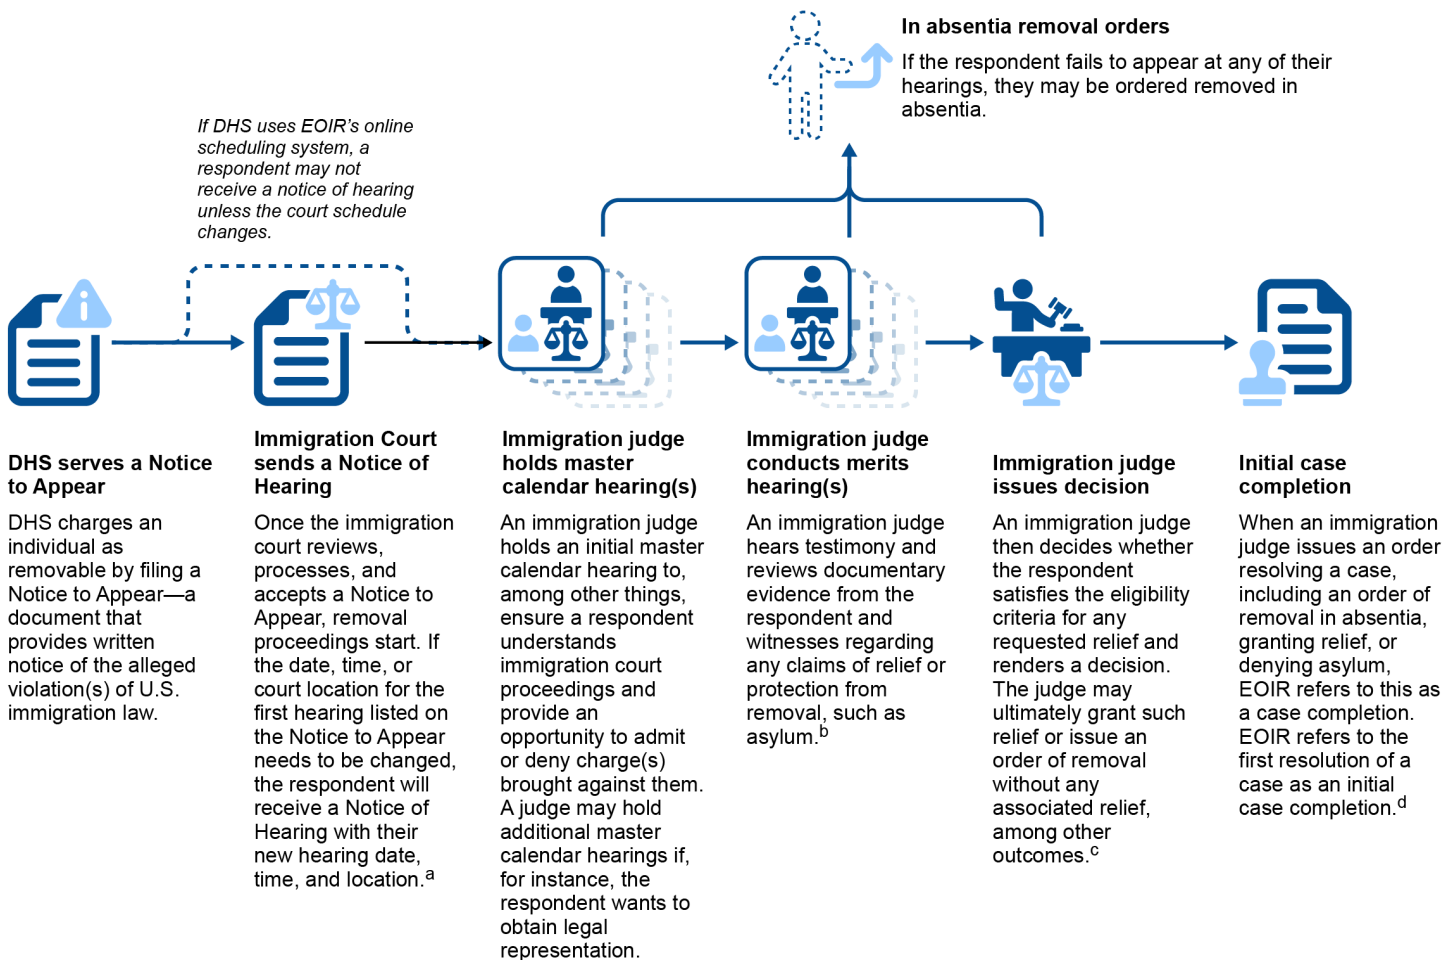 In absentia removal orders
If the respondent fails to appear at any of their
hearings, they may be ordered removed in
absentia.
If DHS uses EOIR's online
scheduling system, a
respondent may not
receive a notice of hearing
unless the court schedule
changes.
DHS serves a Notice
to Appear
DHS charges an
individual as
removable by filing a
Notice to Appear—a
document that
provides written
notice of the alleged
violation(s) of U.S.
immigration law.
Immigration Court
sends a Notice of
Hearing
Once the immigration
court reviews,
processes, and
accepts a Notice to
Appear, removal
proceedings start. If
the date, time, or
court location for the
first hearing listed on
the Notice to Appear
needs to be changed,
the respondent will
receive a Notice of
Hearing with their
new hearing date,
time, and location.a
Immigration judge
holds master
calendar hearing(s)
An immigration judge
holds an initial master
calendar hearing to,
among other things,
ensure a respondent
understands
immigration court
proceedings and
provide an
opportunity to admit
or deny charge(s)
brought against them.
A judge may hold
additional master
calendar hearings if,
for instance, the
respondent wants to
obtain legal
representation.
Immigration judge
conducts merits
hearing(s)
An immigration judge
hears testimony and
reviews documentary
evidence from the
respondent and
witnesses regarding
any claims of relief or
protection from
removal, such as
asylum.b
Immigration judge
issues decision
An immigration judge
then decides whether
the respondent
satisfies the eligibility
criteria for any
requested relief and
renders a decision.
The judge may
ultimately grant such
relief or issue an
order of removal
without any
associated relief,
among other
outcomes.c
Initial case
completion
When an immigration
judge issues an order
resolving a case,
including an order of
removal in absentia,
granting relief, or
denying asylum,
EOIR refers to this as
a case completion.
EOIR refers to the
first resolution of a
case as an initial
case completion.d